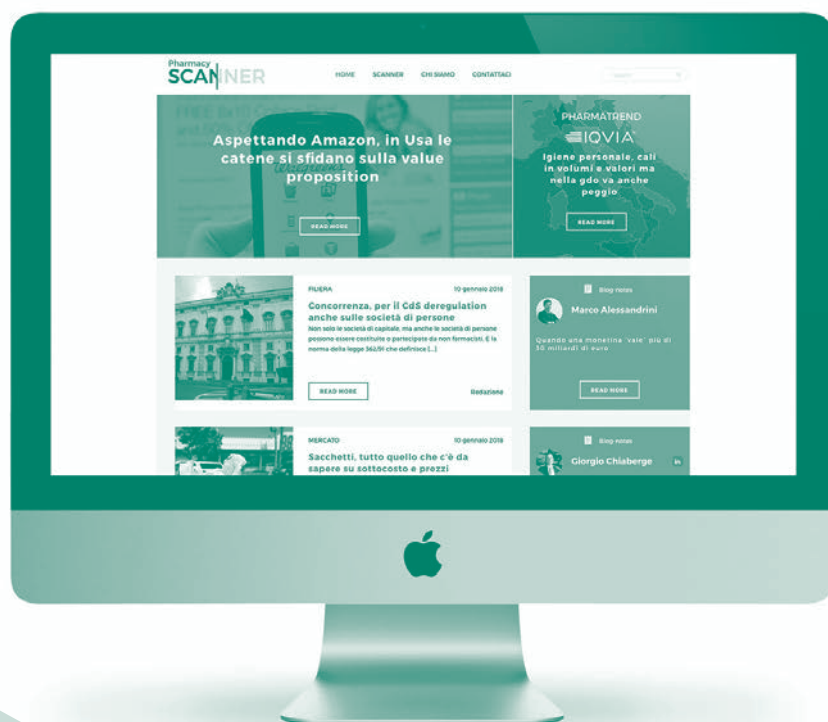 Pharmacy
SCANNER
HOME SCANNER CHI SIAMO CONTATTACI
Aspettando Amazon, in Usa le
catene si sfidano sulla value
proposition
READ MORE
PHARMATREND
IQVIA
Igiene personale, cali
in volumi e valori ma
nella gdo va anche
peggio
READ MORE
FILIERA 10 gennaio 2018
Concorrenza, per il CdS deregulation
anche sulle società di persone
Non solo le società di capitale, ma anche le società di persone
possono essere costituite o partecipate da non farmacisti. È la
norma della legge 362/91 che definisce [...]
READ MORE
Redazione
Blog-notes
Marco Alessandrini
Quando una monetina "vale" più di
30 miliardi di euro
READ MORE
MERCATO 10 gennaio 2018
Sacchetti, tutto quello che c'è da
sapere su sottocosto e prezzi
Blog-notes
Giorgio Chiaberge
in